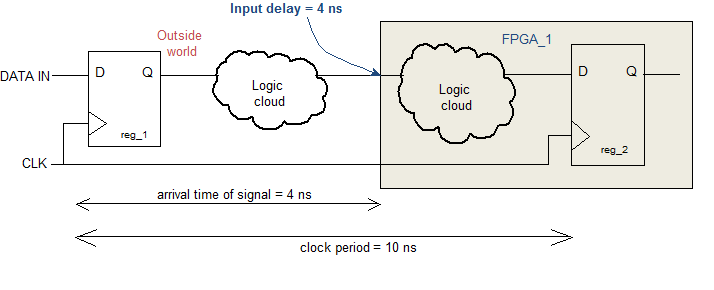 Input delay = 4 ns
Outside
world
FPGA_1
DATA IN
D
Q
Logic
cloud
Logic
cloud
D
Q
reg_1
reg_2
CLK
arrival time of signal = 4 ns
clock period = 10 ns